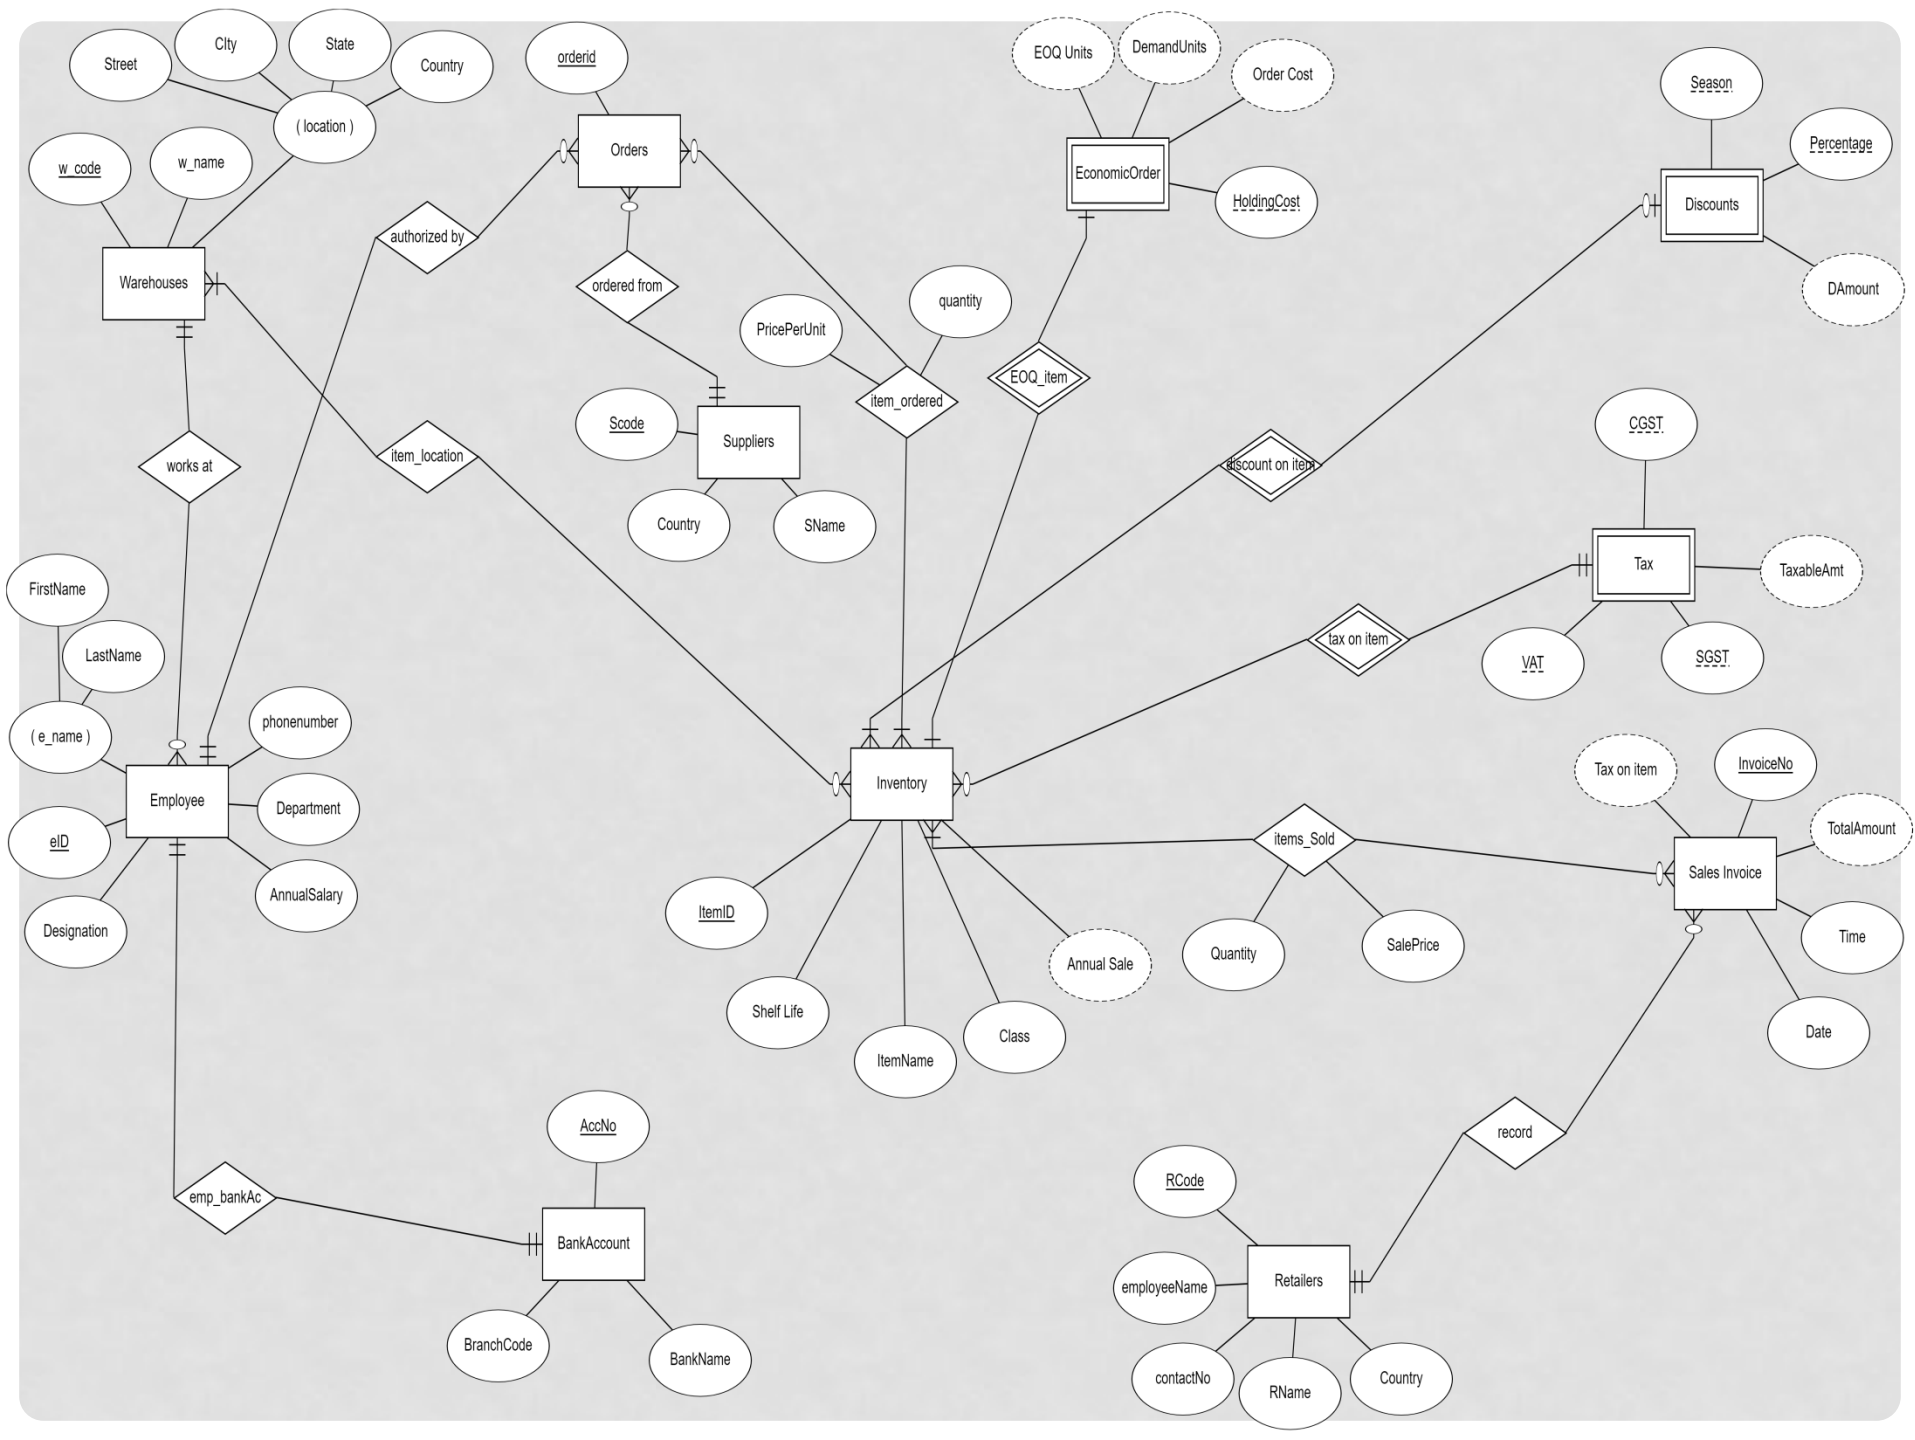 Street
CIty
State
Country
( location )
w_code
w_name
Warehouses
orderid
Orders
authorized by
ordered from
EOQ Units
DemandUnits
Order Cost
EconomicOrder
HoldingCost
Season
Percentage
Discounts
DAmount
PricePerUnit
quantity
item_ordered
EOQ_item
Scode
Suppliers
Country
SName
works at
item_location
discount on item
CGST
Tax
TaxableAmt
VAT
SGST
tax on item
FirstName
LastName
( e_name )
phonenumber
Employee
Department
eID
AnnualSalary
Designation
Inventory
ItemID
Shelf Life
ItemName
Class
Annual Sale
items_Sold
Quantity
SalePrice
Tax on item
InvoiceNo
TotalAmount
Sales Invoice
Time
Date
record
AccNo
emp_bankAc
BankAccount
BranchCode
BankName
RCode
employeeName
Retailers
contactNo
RName
Country